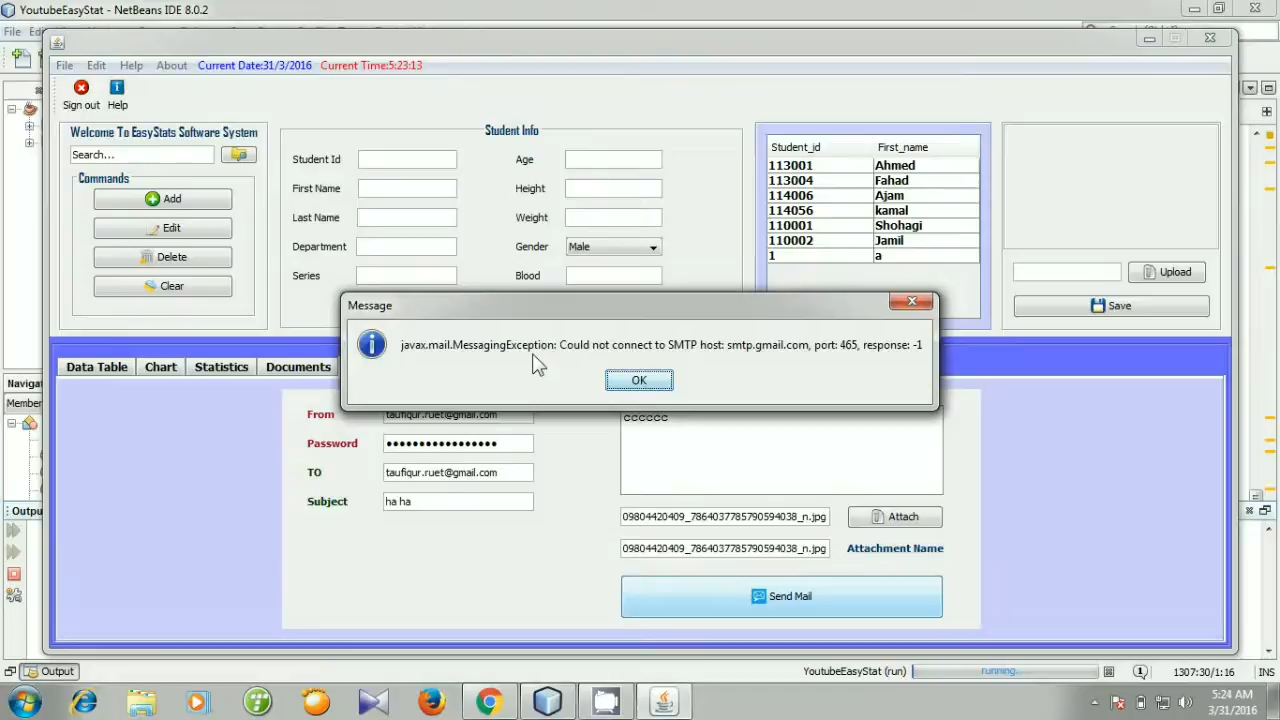 YoutubeEasyStat - NetBeans IDE 8.0.2
File
File Edit Help About Current Date:31/3/2016 Current Time:5:23:13
Sign out Help
Welcome To EasyStats Software System
Search...
Commands
Add
Edit
Delete
Clear
Student Info
Student Id Age
First Name Height
Last Name Weight
Department Gender Male
Series Blood
Student_id First_name
113001 Ahmed
113004 Fahad
114006 Ajam
114056 kamal
110001 Shohagi
110002 Jamil
1 a
Upload
Save
Message
javax.mail.MessagingException: Could not connect to SMTP host: smtp.gmail.com, port: 465, response: -1
OK
Data Table Chart Statistics Documents
From taufiqur.ruet@gmail.com
Password •••••••••••••••••
TO taufiqur.ruet@gmail.com
Subject ha ha
cccccc
09804420409_7864037785790594038_n.jpg Attach
09804420409_7864037785790594038_n.jpg Attachment Name
Send Mail
Navigat
Member
Outpu
Output
YoutubeEasyStat (run) running... 1307:30/1:16 INS
5:24 AM
3/31/2016